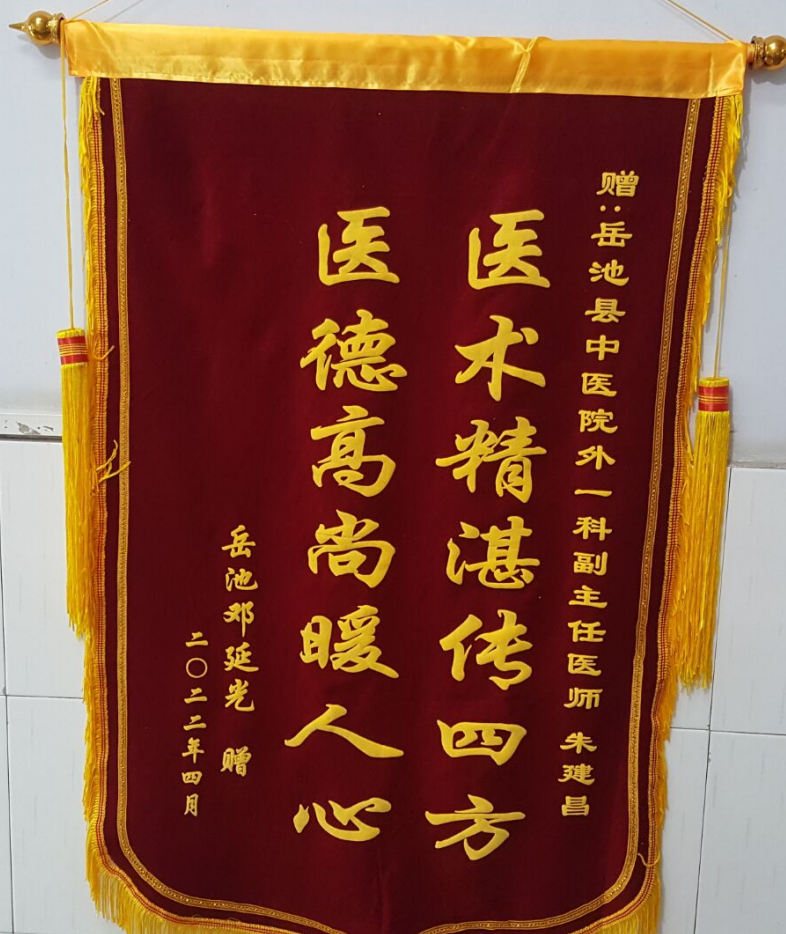 赠:岳池县中医院外一科副主任医师 朱建昌
医术精湛传四方
医德高尚暖人心
岳池邓延光 赠
二〇二二年四月